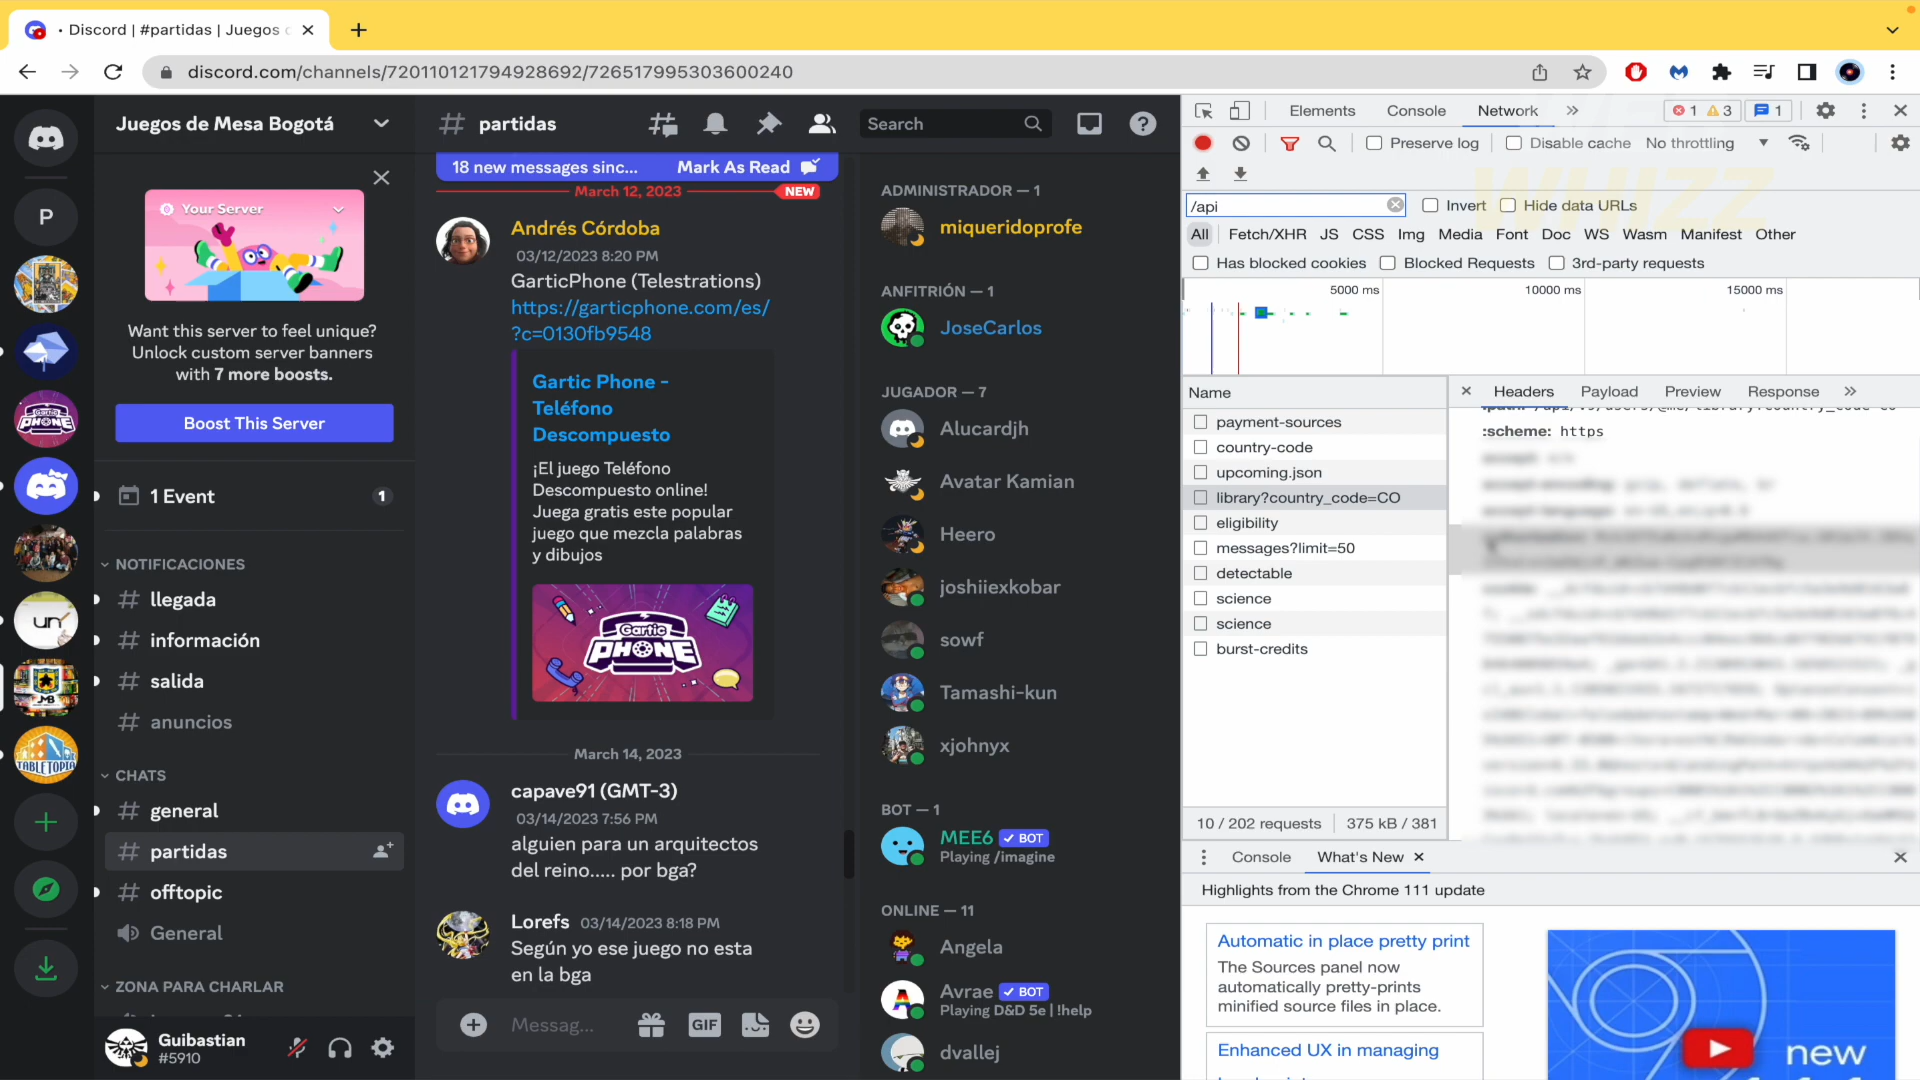 · Discord | #partidas | Juegos d
discord.com/channels/720110121794928692/726517995303600240
P
Juegos de Mesa Bogotá
Your Server
Want this server to feel unique?
Unlock custom server banners
with 7 more boosts.
Boost This Server
1 Event
1
NOTIFICACIONES
# llegada
# información
# salida
# anuncios
CHATS
# general
# partidas
# offtopic
General
ZONA PARA CHARLAR
Guibastian
#5910
Gartic PHONE
un
JMB
TABLETOPIA
# partidas
Search
18 new messages sinc...
Mark As Read
March 12, 2023
NEW
Andrés Córdoba
03/12/2023 8:20 PM
GarticPhone (Telestrations)
https://garticphone.com/es/
?c=0130fb9548
Gartic Phone -
Teléfono
Descompuesto
¡El juego Teléfono
Descompuesto online!
Juega gratis este popular
juego que mezcla palabras
y dibujos
Gartic
PHONE
March 14, 2023
capave91 (GMT-3)
03/14/2023 7:56 PM
alguien para un arquitectos
del reino..... por bga?
Lorefs 03/14/2023 8:18 PM
Según yo ese juego no esta
en la bga
Messag...
GIF
ADMINISTRADOR — 1
miqueridoprofe
ANFITRIÓN — 1
JoseCarlos
JUGADOR — 7
Alucardjh
Avatar Kamian
Heero
joshiiexkobar
sowf
Tamashi-kun
xjohnyx
BOT — 1
MEE6 ✓ BOT
Playing /imagine
ONLINE — 11
Angela
Avrae ✓ BOT
Playing D&D 5e | !help
dvallej
Elements Console Network
1 3 1
Preserve log Disable cache No throttling
WHIZZ
/api
Invert Hide data URLs
All Fetch/XHR JS CSS Img Media Font Doc WS Wasm Manifest Other
Has blocked cookies Blocked Requests 3rd-party requests
5000 ms 10000 ms 15000 ms
Name
payment-sources
country-code
upcoming.json
library?country_code=CO
eligibility
messages?limit=50
detectable
science
science
burst-credits
10 / 202 requests 375 kB / 381
Headers Payload Preview Response
:scheme: https
Console What's New
Highlights from the Chrome 111 update
Automatic in place pretty print
The Sources panel now
automatically pretty-prints
minified source files in place.
Enhanced UX in managing
new